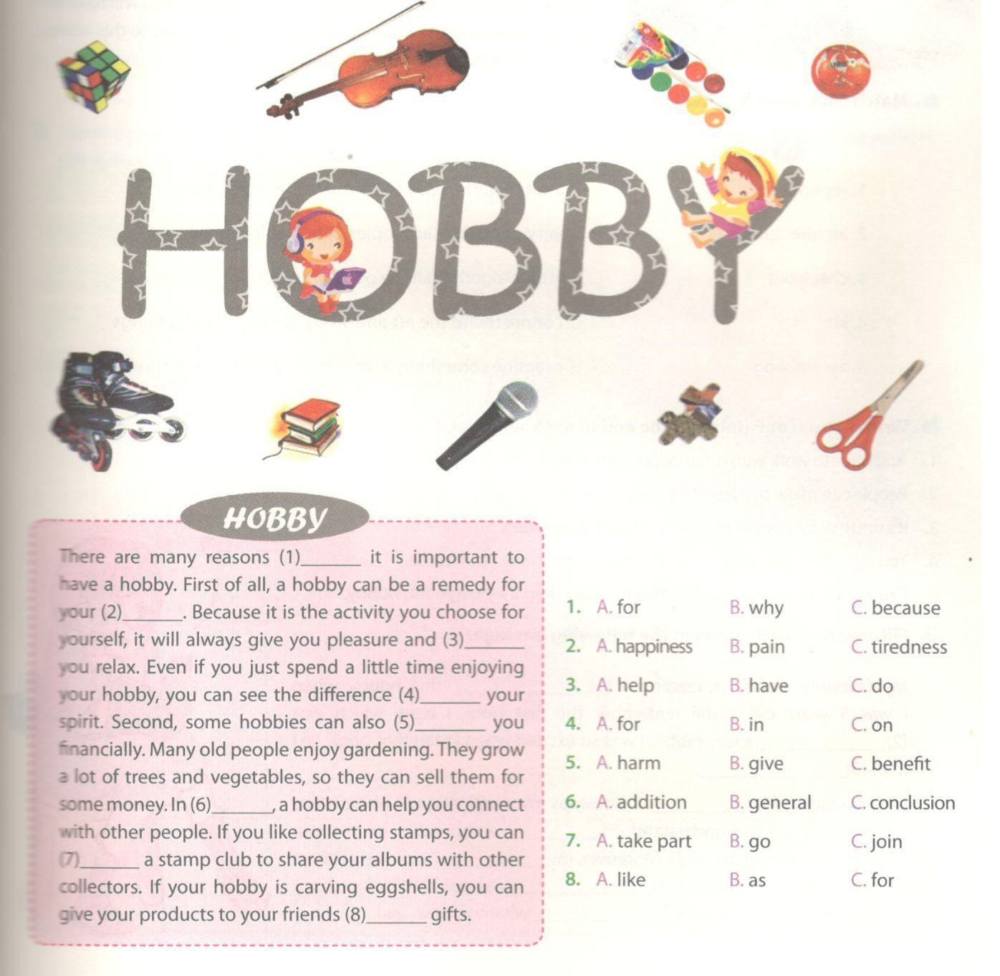 HOBBY
HOBBY
There are many reasons (1)______ it is important to
have a hobby. First of all, a hobby can be a remedy for
your (2)______. Because it is the activity you choose for
yourself, it will always give you pleasure and (3)______
you relax. Even if you just spend a little time enjoying
your hobby, you can see the difference (4)______ your
spirit. Second, some hobbies can also (5)_______ you
financially. Many old people enjoy gardening. They grow
a lot of trees and vegetables, so they can sell them for
some money. In (6)______, a hobby can help you connect
with other people. If you like collecting stamps, you can
(7)______ a stamp club to share your albums with other
collectors. If your hobby is carving eggshells, you can
give your products to your friends (8)______ gifts.
1. A. for B. why C. because
2. A. happiness B. pain C. tiredness
3. A. help B. have C. do
4. A. for B. in C. on
5. A. harm B. give C. benefit
6. A. addition B. general C. conclusion
7. A. take part B. go C. join
8. A. like B. as C. for